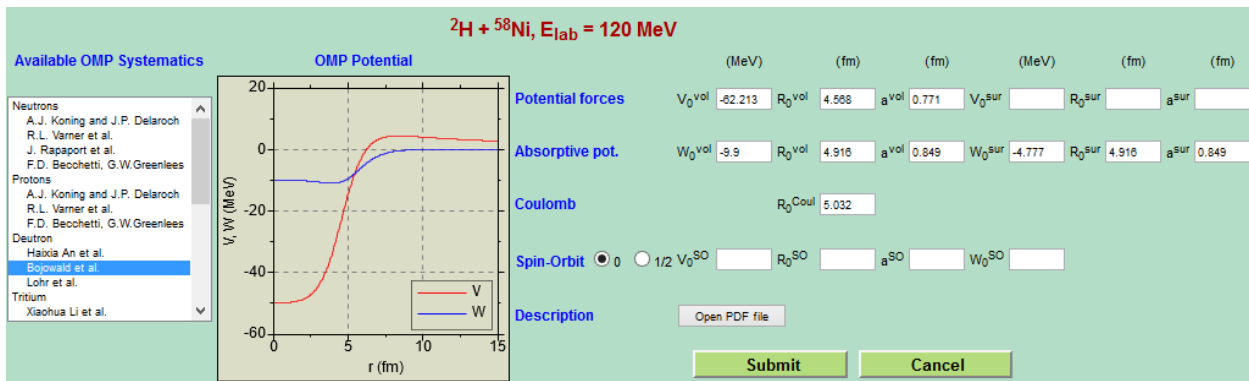 ²H + ⁵⁸Ni, E_lab = 120 MeV
Available OMP Systematics
Neutrons
A.J. Koning and J.P. Delaroch
R.L. Varner et al.
J. Rapaport et al.
F.D. Becchetti, G.W.Greenlees
Protons
A.J. Koning and J.P. Delaroch
R.L. Varner et al.
F.D. Becchetti, G.W.Greenlees
Deutron
Haixia An et al.
Bojowald et al.
Lohr et al.
Tritium
Xiaohua Li et al.
OMP Potential
V, W (MeV)
20
0
-20
-40
-60
V
W
0 5 10 15
r (fm)
(MeV) (fm) (fm) (MeV) (fm) (fm)
Potential forces V₀ᵛᵒˡ -62.213 R₀ᵛᵒˡ 4.568 aᵛᵒˡ 0.771 V₀ˢᵘʳ R₀ˢᵘʳ aˢᵘʳ
Absorptive pot. W₀ᵛᵒˡ -9.9 R₀ᵛᵒˡ 4.916 aᵛᵒˡ 0.849 W₀ˢᵘʳ -4.777 R₀ˢᵘʳ 4.916 aˢᵘʳ 0.849
Coulomb R₀ᶜᵒᵘˡ 5.032
Spin-Orbit 0 1/2 V₀ˢᴼ R₀ˢᴼ aˢᴼ W₀ˢᴼ
Description Open PDF file
Submit Cancel